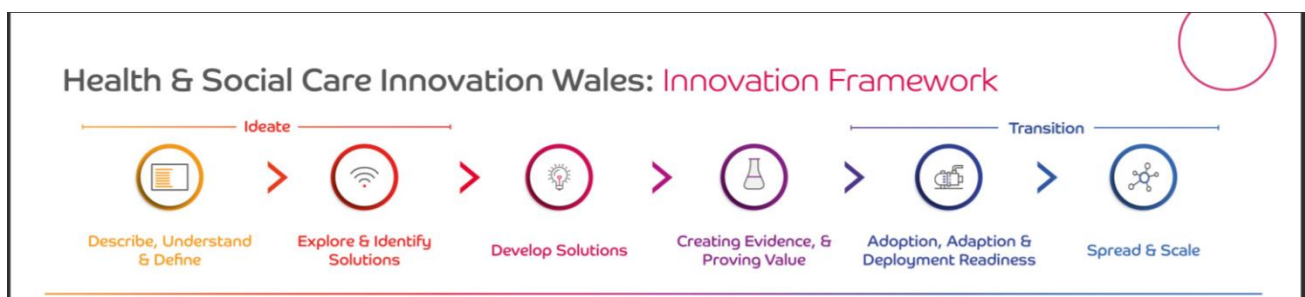 Health & Social Care Innovation Wales: Innovation Framework
Ideate
Transition
Describe, Understand
& Define
Explore & Identify
Solutions
Develop Solutions
Creating Evidence, &
Proving Value
Adoption, Adaption &
Deployment Readiness
Spread & Scale